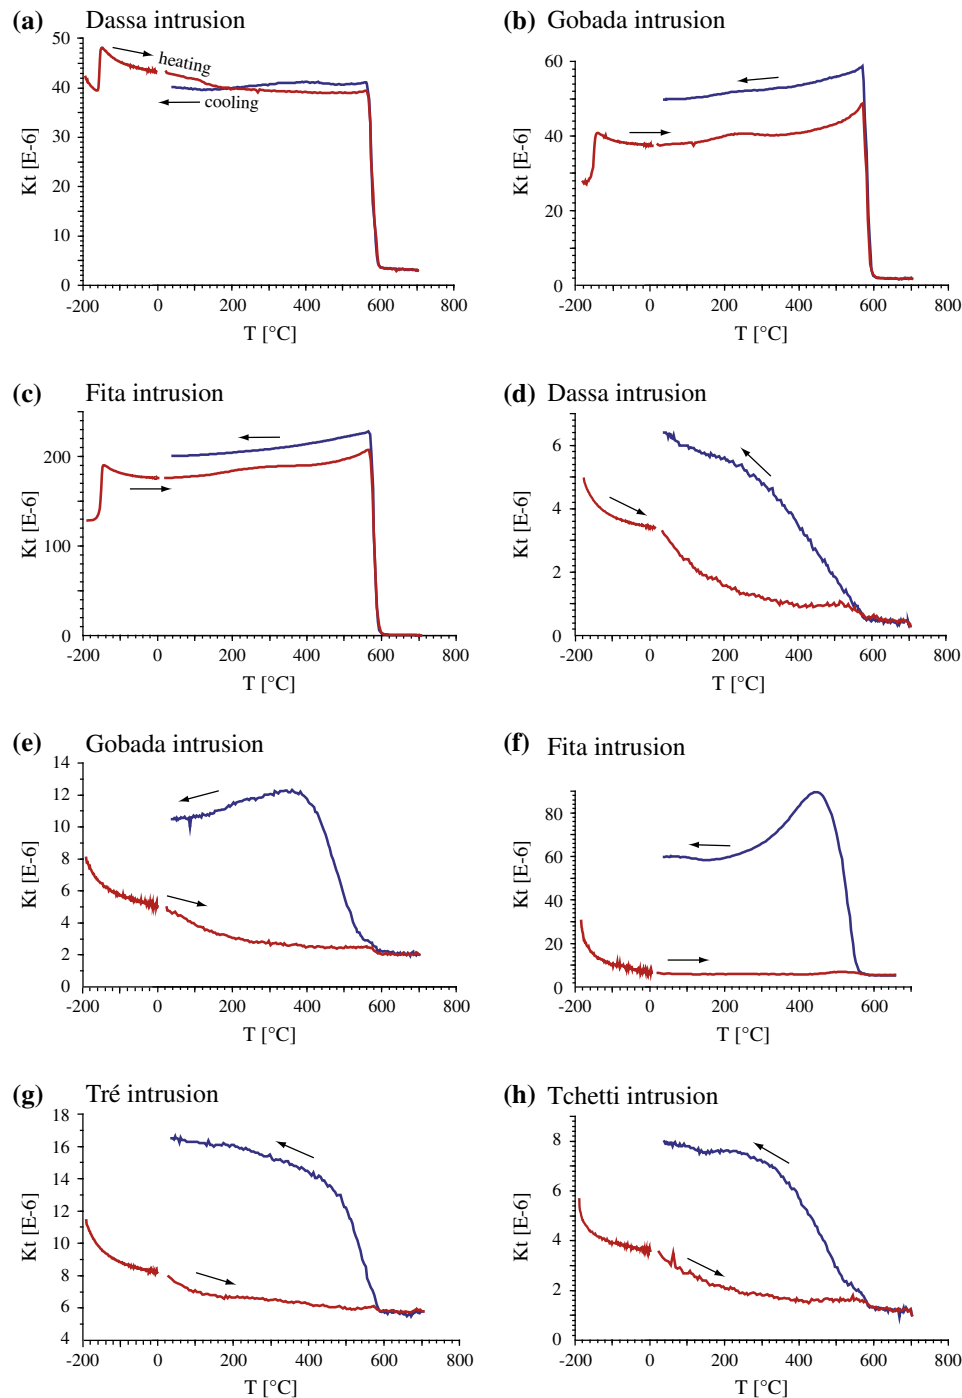 (a) Dassa intrusion
50
40
30
20
10
0
Kt [E-6]
heating
cooling
-200 0 200 400 600 800
T [°C]
(b) Gobada intrusion
60
40
20
0
Kt [E-6]
-200 0 200 400 600 800
T [°C]
(c) Fita intrusion
200
100
0
Kt [E-6]
-200 0 200 400 600 800
T [°C]
(d) Dassa intrusion
6
4
2
0
Kt [E-6]
-200 0 200 400 600 800
T [°C]
(e) Gobada intrusion
14
12
10
8
6
4
2
0
Kt [E-6]
-200 0 200 400 600 800
T [°C]
(f) Fita intrusion
80
60
60
20
0
Kt [E-6]
-200 0 200 400 600
T [°C]
(g) Tré intrusion
18
16
14
12
10
8
6
4
Kt [E-6]
-200 0 200 400 600 800
T [°C]
(h) Tchetti intrusion
8
6
4
2
0
Kt [E-6]
-200 0 200 400 600 800
T [°C]